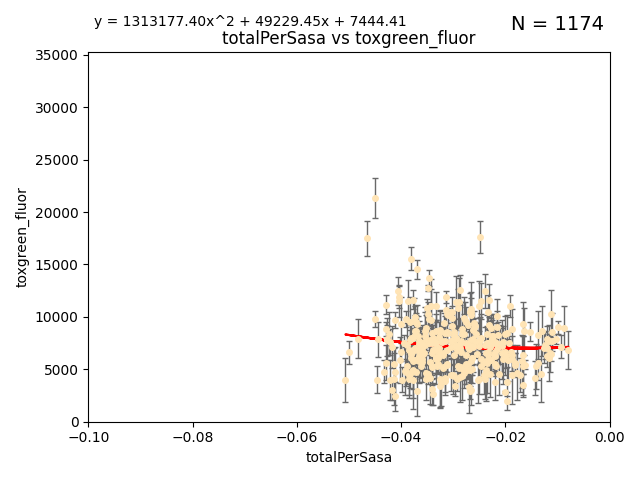 y = 1313177.40x^2 + 49229.45x + 7444.41
N = 1174
totalPerSasa vs toxgreen_fluor
35000
30000
25000
20000
15000
10000
5000
0
toxgreen_fluor
−0.10 −0.08 −0.06 −0.04 −0.02 0.00
totalPerSasa